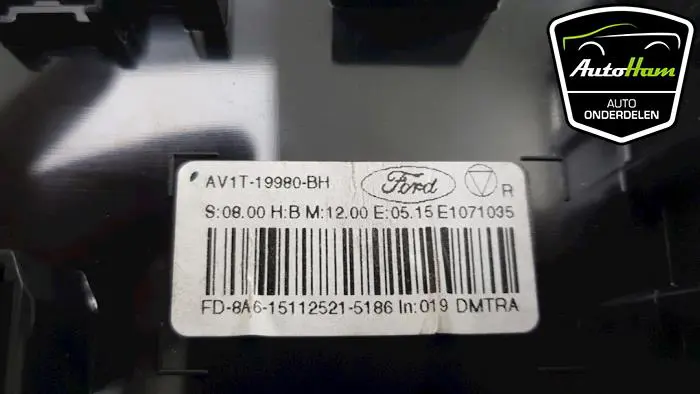 AutoHam
AUTO
ONDERDELEN
AV1T-19980-BH Ford R
S:08.00 H:B M:12.00 E:05.15 E1071035
FD-8A6-15112521-5186 In:019 DMTRA